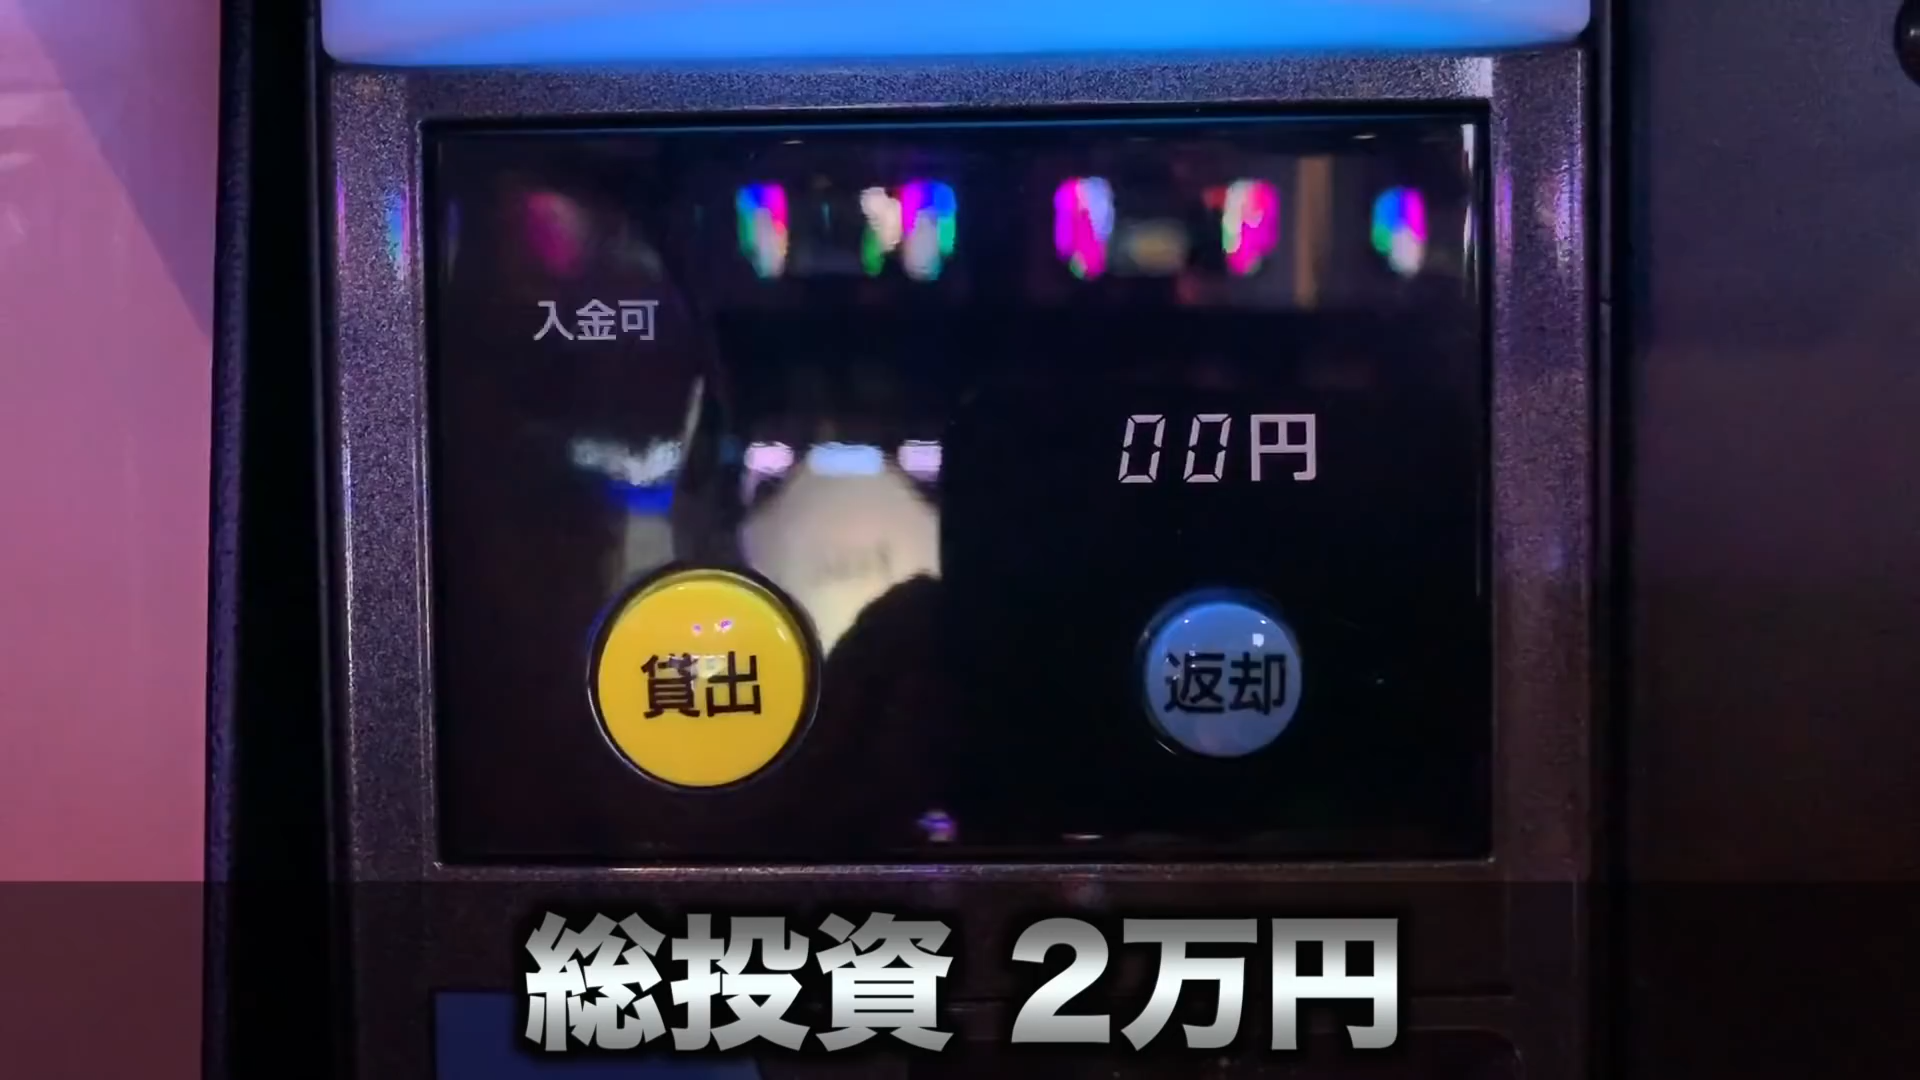 入金可
00円
貸出
返却
総投資 2万円